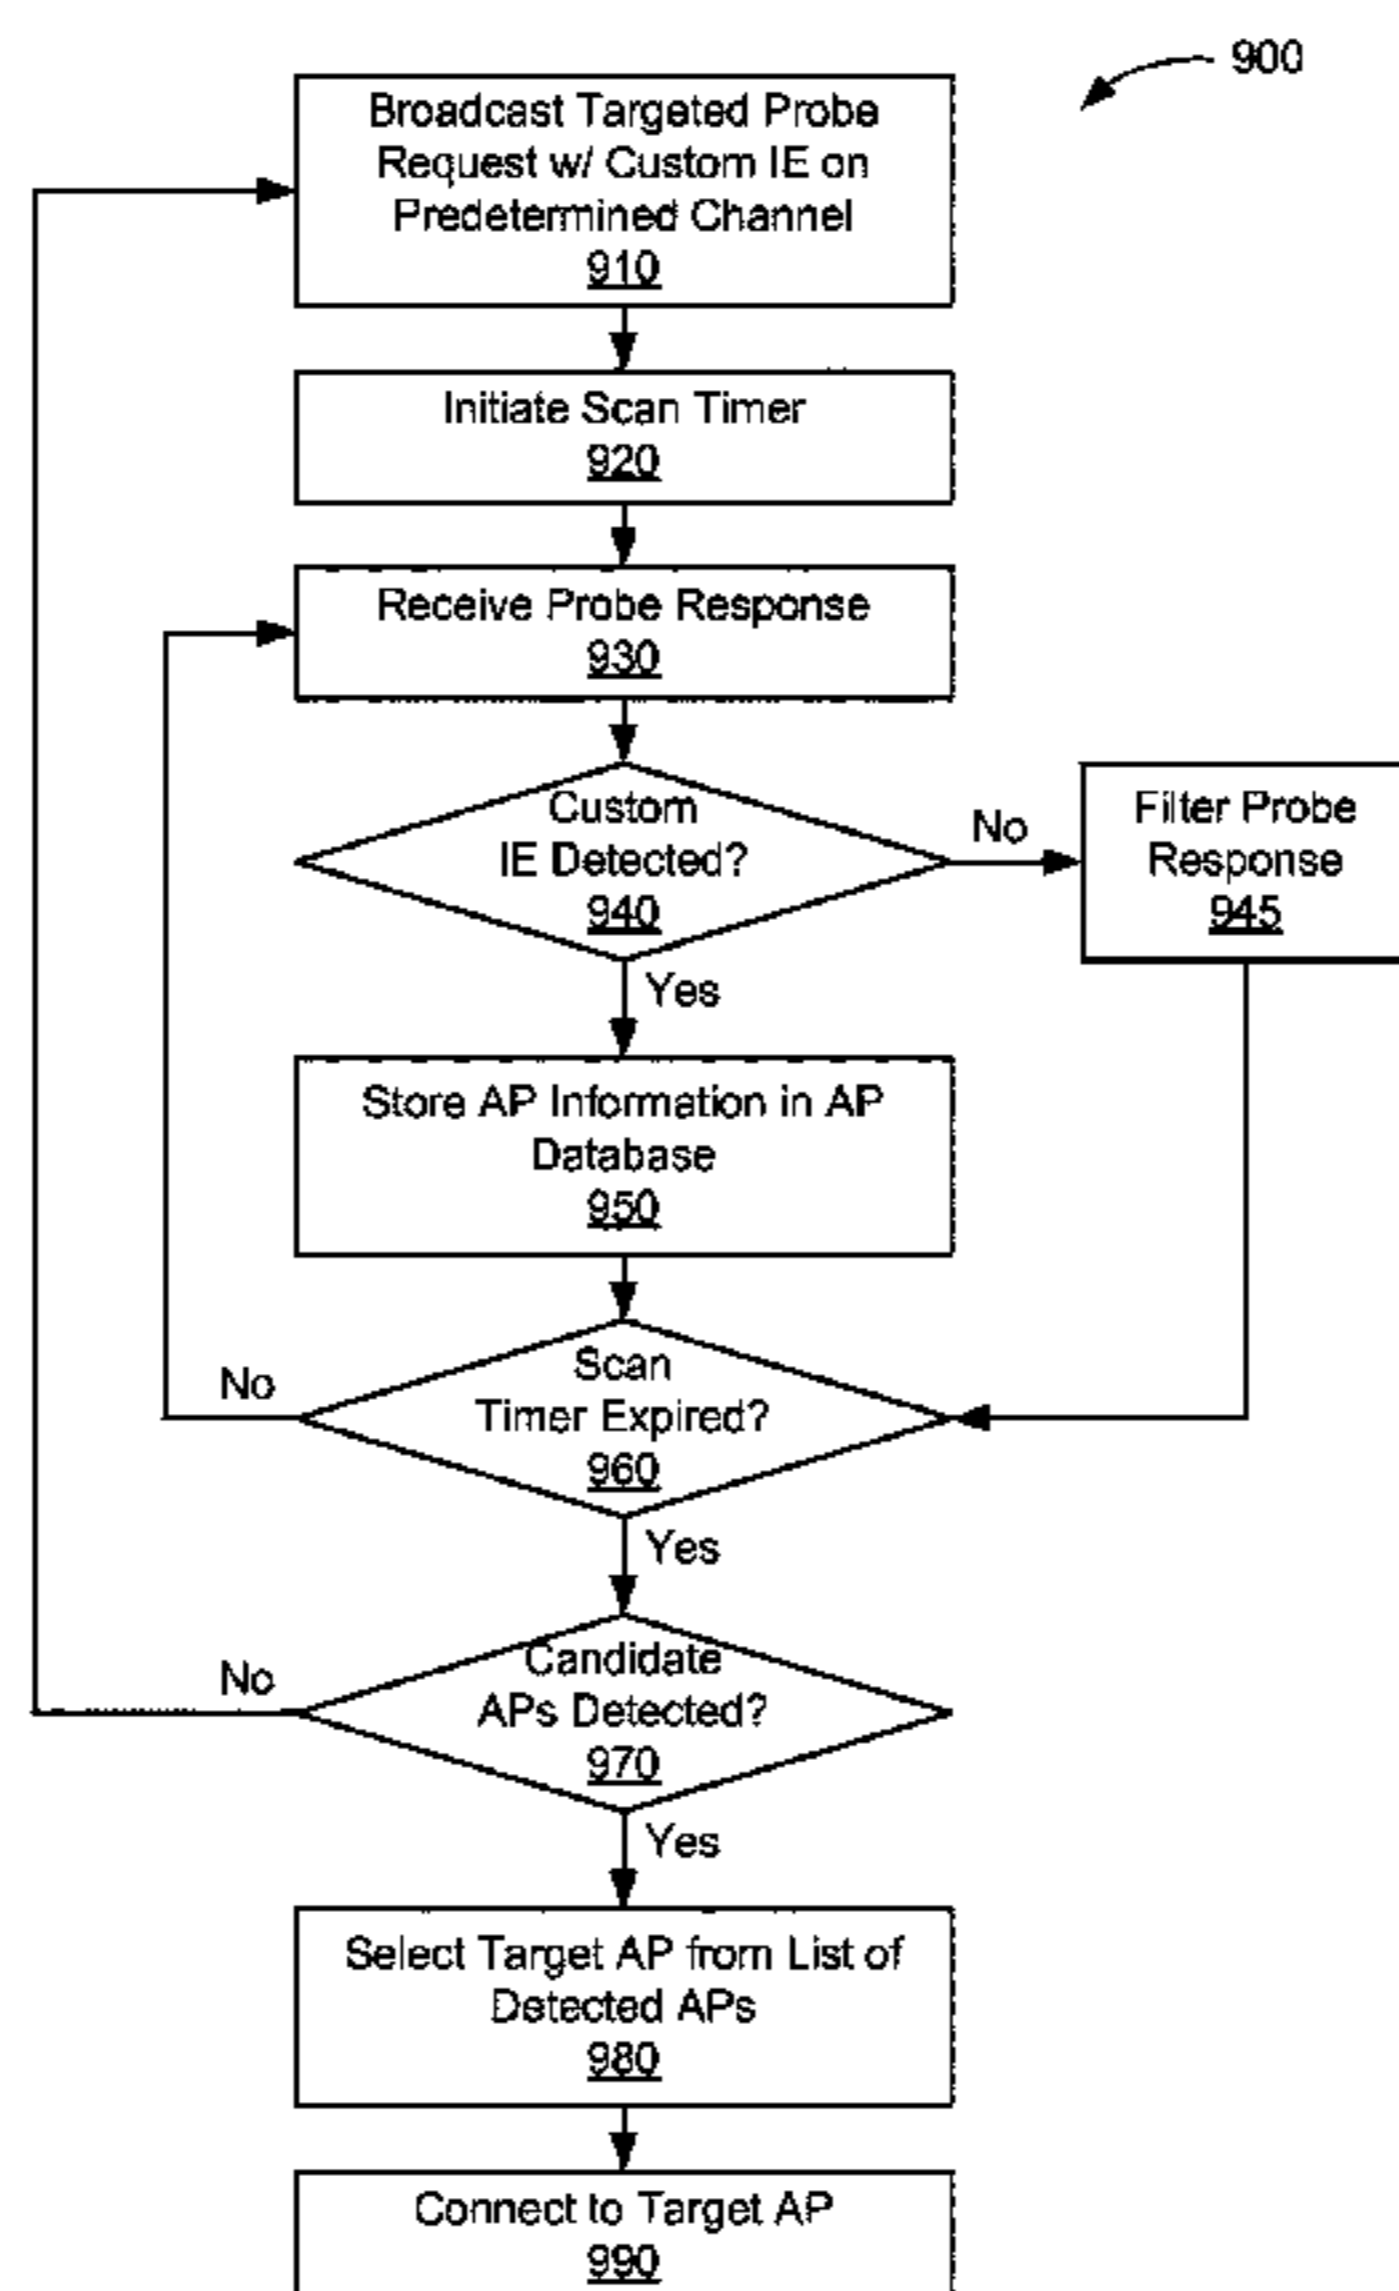 900
Broadcast Targeted Probe
Request w/ Custom IE on
Predetermined Channel
910
Initiate Scan Timer
920
Receive Probe Response
930
Custom
IE Detected?
940
No
Filter Probe
Response
945
Yes
Store AP Information in AP
Database
950
Scan
Timer Expired?
960
No
Yes
Candidate
APs Detected?
970
No
Yes
Select Target AP from List of
Detected APs
980
Connect to Target AP
990